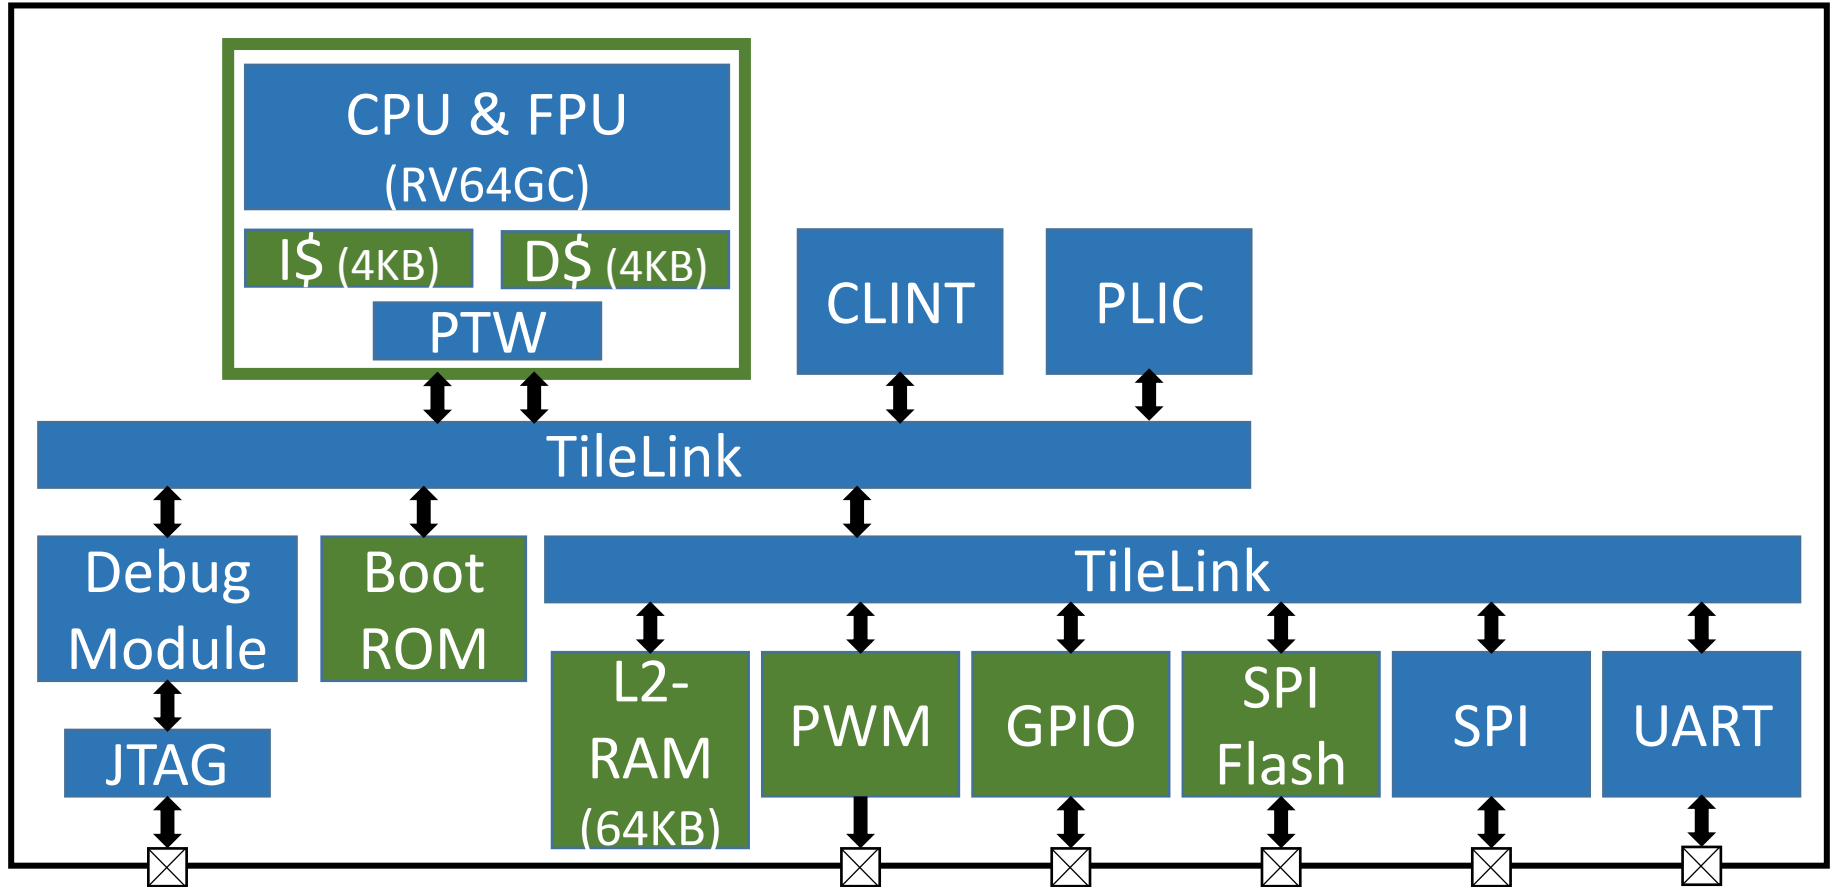 CPU & FPU
(RV64GC)
I$ (4KB)
D$ (4KB)
PTW
CLINT
PLIC
TileLink
Debug
Module
Boot
ROM
TileLink
JTAG
L2-
RAM
(64KB)
PWM
GPIO
SPI
Flash
SPI
UART